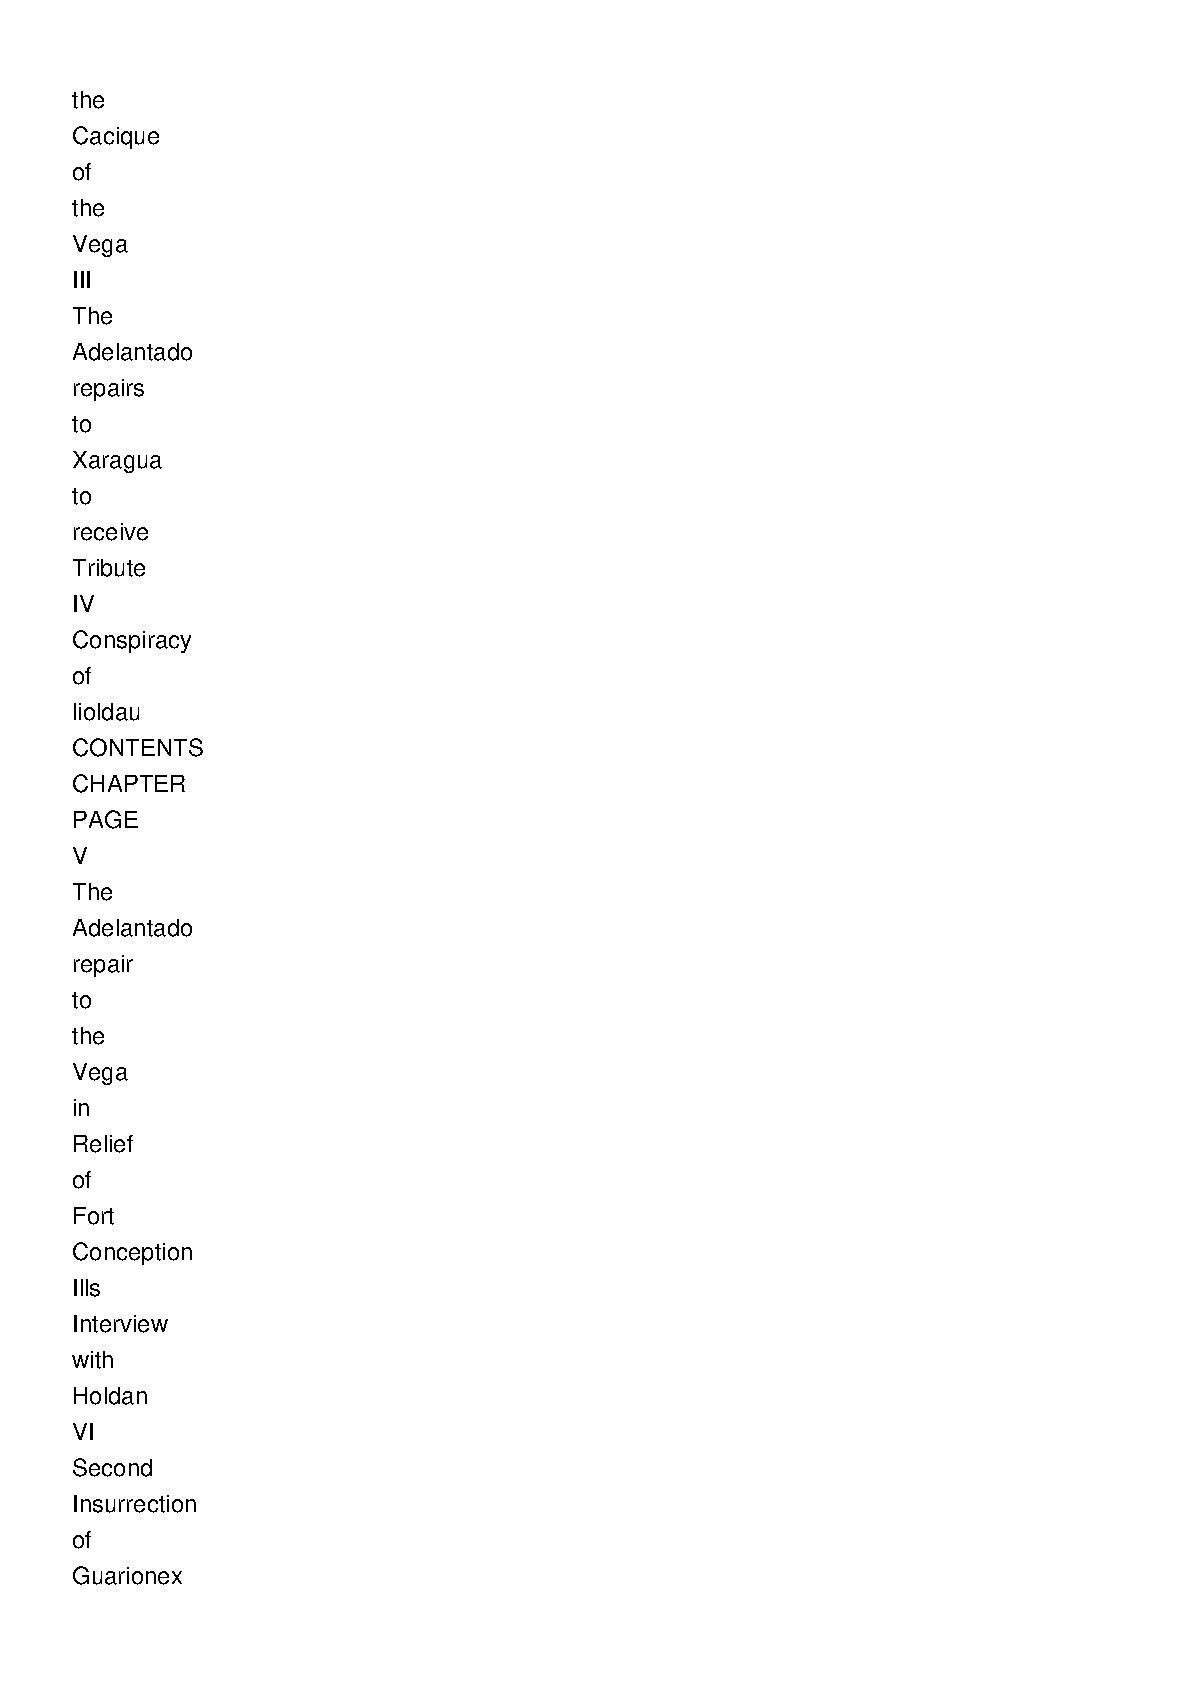 the
Cacique
of
the
Vega
III
The
Adelantado
repairs
to
Xaragua
to
receive
Tribute
IV
Conspiracy
of
lioldau
CONTENTS
CHAPTER
PAGE
V
The
Adelantado
repair
to
the
Vega
in
Relief
of
Fort
Conception
Ills
Interview
with
Holdan
VI
Second
Insurrection
of
Guarionex